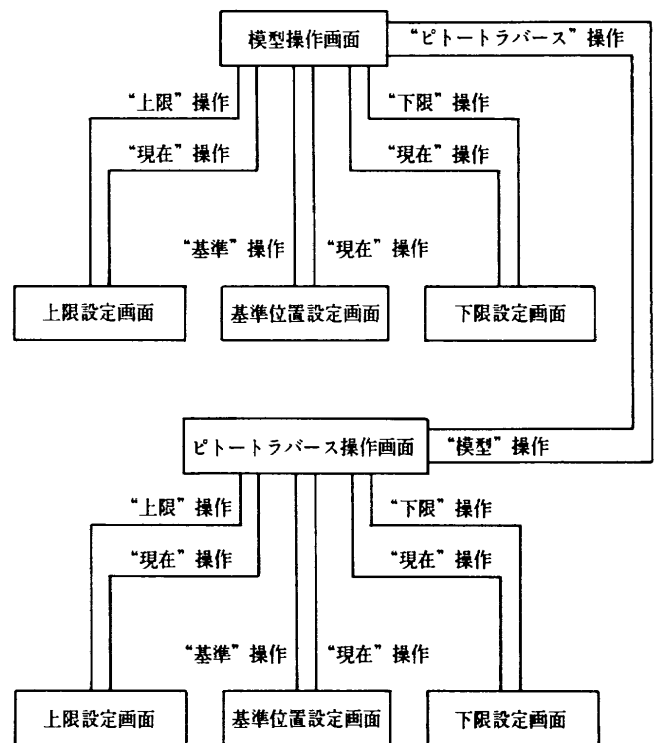 模型操作画面
“ピトートラバース”操作
“上限”操作
“下限”操作
“現在”操作
“現在”操作
“基準”操作
“現在”操作
上限設定画面
基準位置設定画面
下限設定画面
ピトートラバース操作画面
“模型”操作
“上限”操作
“下限”操作
“現在”操作
“現在”操作
“基準”操作
“現在”操作
上限設定画面
基準位置設定画面
下限設定画面